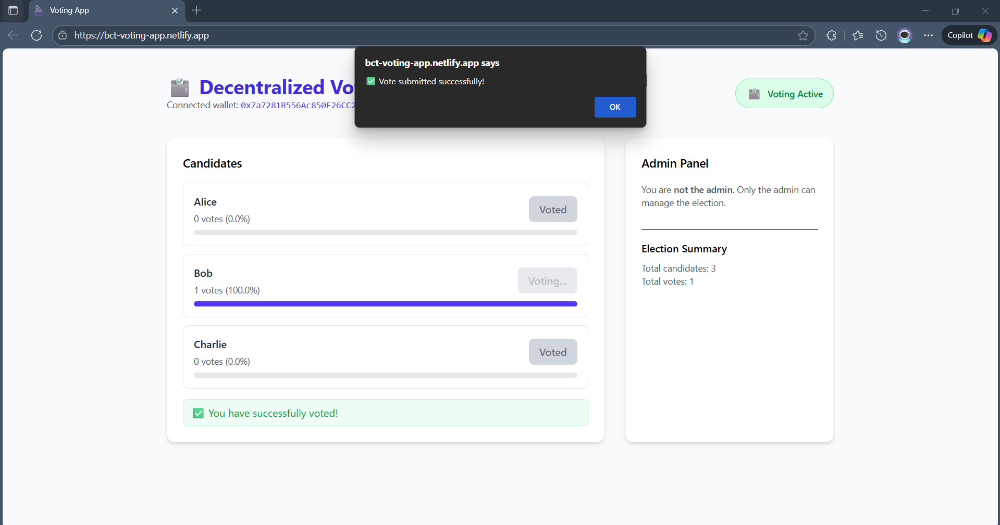 Voting App
https://bct-voting-app.netlify.app
Copilot
bct-voting-app.netlify.app says
✅ Vote submitted successfully!
OK
Decentralized Vo
Connected wallet: 0x7a7281B556Ac850F26CC2
Voting Active
Candidates
Alice
0 votes (0.0%)
Voted
Bob
1 votes (100.0%)
Voting...
Charlie
0 votes (0.0%)
Voted
✅ You have successfully voted!
Admin Panel
You are not the admin. Only the admin can
manage the election.
Election Summary
Total candidates: 3
Total votes: 1